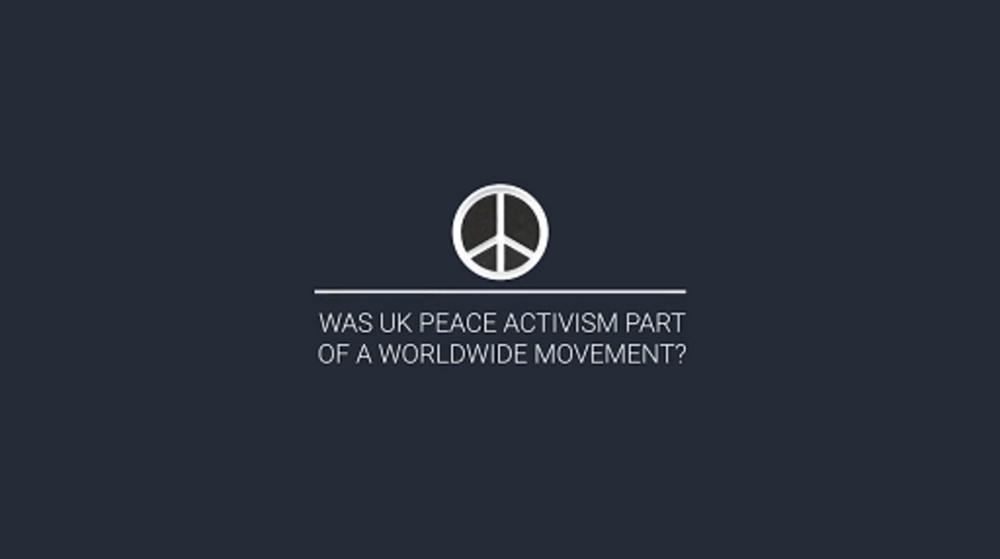 WAS UK PEACE ACTIVISM PART
OF A WORLDWIDE MOVEMENT?